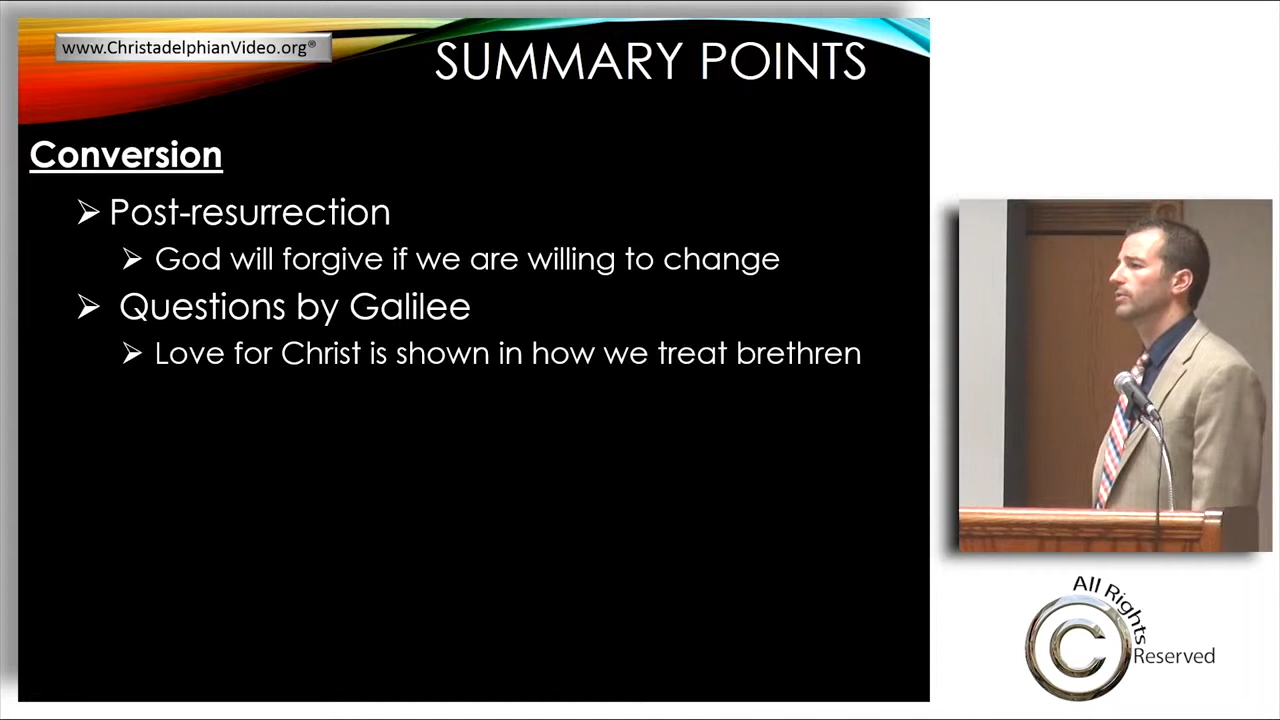 www.ChristadelphianVideo.org®
SUMMARY POINTS
Conversion
➢ Post-resurrection
➢ God will forgive if we are willing to change
➢ Questions by Galilee
➢ Love for Christ is shown in how we treat brethren
All Rights
C
Reserved